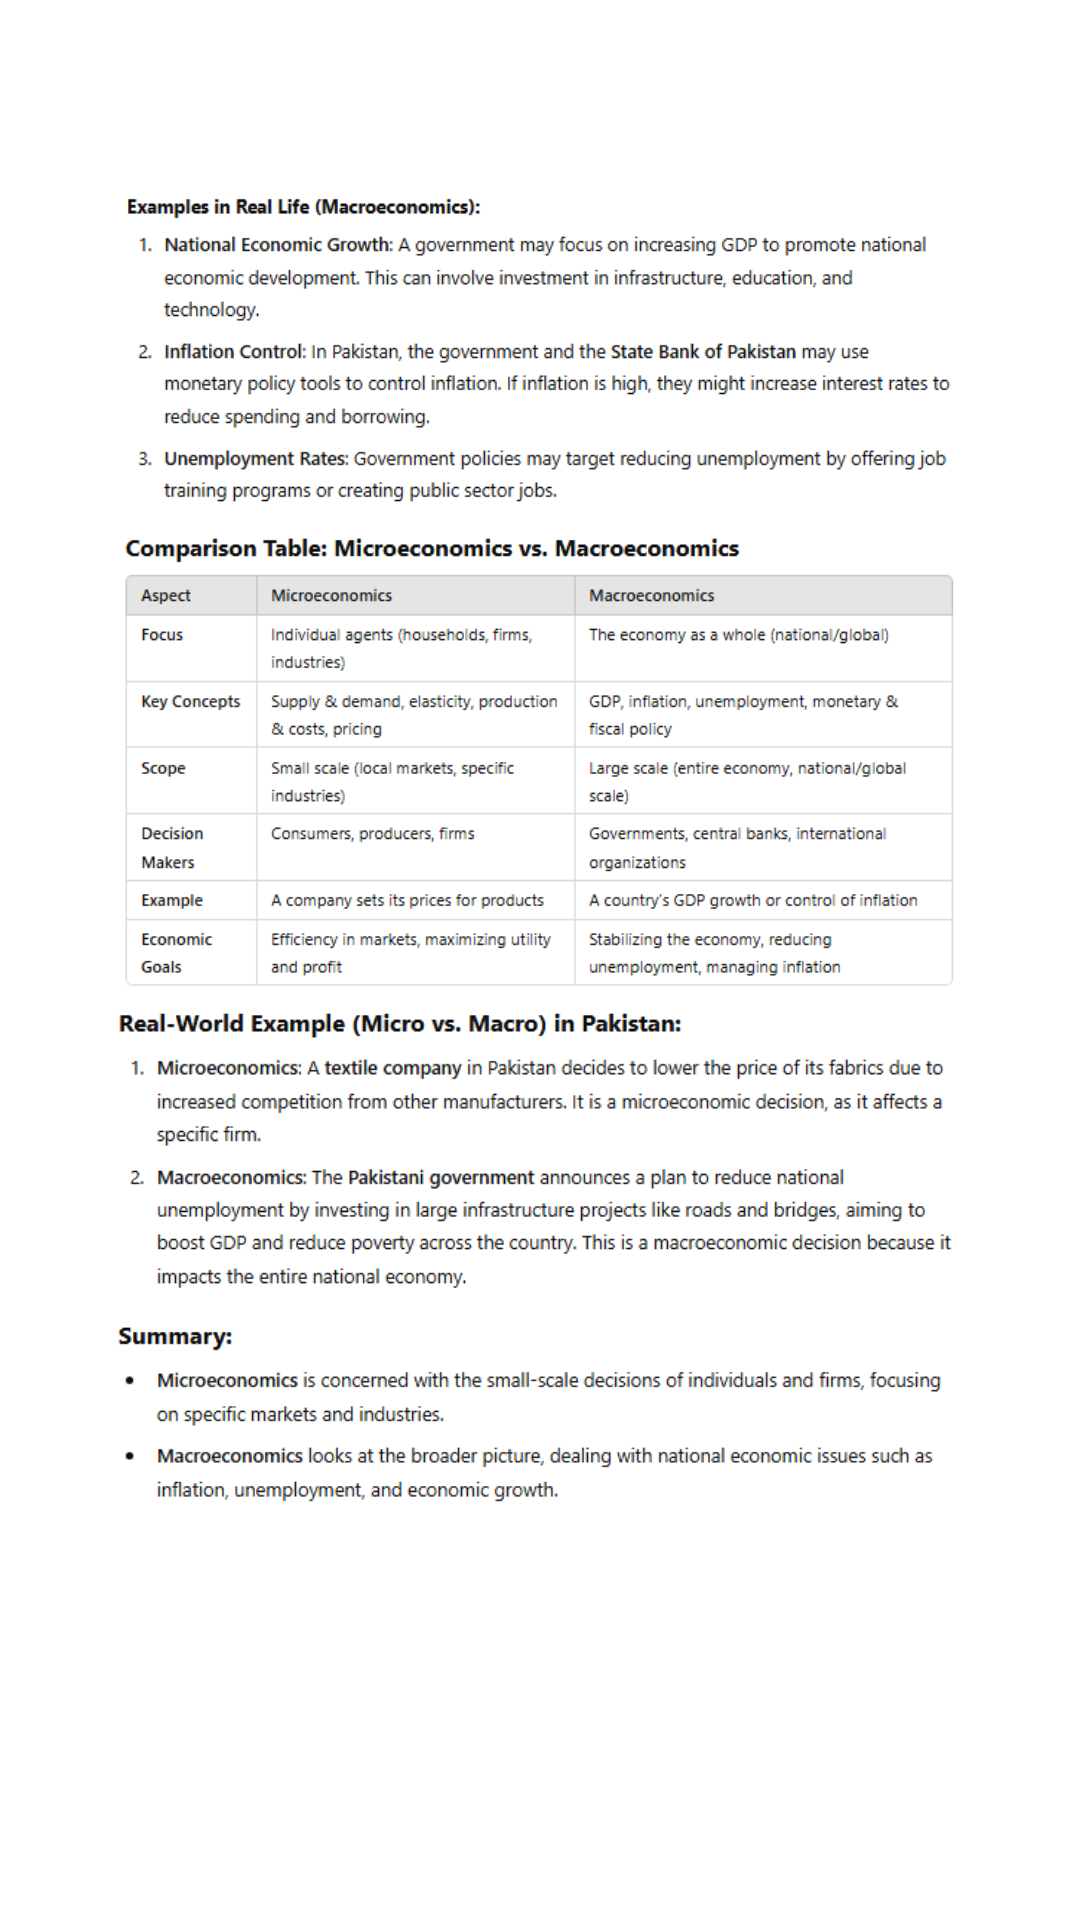 Examples in Real Life (Macroeconomics):
1. National Economic Growth: A government may focus on increasing GDP to promote national
economic development. This can involve investment in infrastructure, education, and
technology.
2. Inflation Control: In Pakistan, the government and the State Bank of Pakistan may use
monetary policy tools to control inflation. If inflation is high, they might increase interest rates to
reduce spending and borrowing.
3. Unemployment Rates: Government policies may target reducing unemployment by offering job
training programs or creating public sector jobs.
Comparison Table: Microeconomics vs. Macroeconomics
Aspect Microeconomics Macroeconomics
Focus Individual agents (households, firms, The economy as a whole (national/global)
industries)
Key Concepts Supply & demand, elasticity, production GDP, inflation, unemployment, monetary &
& costs, pricing fiscal policy
Scope Small scale (local markets, specific Large scale (entire economy, national/global
industries) scale)
Decision Consumers, producers, firms Governments, central banks, international
Makers organizations
Example A company sets its prices for products A country's GDP growth or control of inflation
Economic Efficiency in markets, maximizing utility Stabilizing the economy, reducing
Goals and profit unemployment, managing inflation
Real-World Example (Micro vs. Macro) in Pakistan:
1. Microeconomics: A textile company in Pakistan decides to lower the price of its fabrics due to
increased competition from other manufacturers. It is a microeconomic decision, as it affects a
specific firm.
2. Macroeconomics: The Pakistani government announces a plan to reduce national
unemployment by investing in large infrastructure projects like roads and bridges, aiming to
boost GDP and reduce poverty across the country. This is a macroeconomic decision because it
impacts the entire national economy.
Summary:
• Microeconomics is concerned with the small-scale decisions of individuals and firms, focusing
on specific markets and industries.
• Macroeconomics looks at the broader picture, dealing with national economic issues such as
inflation, unemployment, and economic growth.